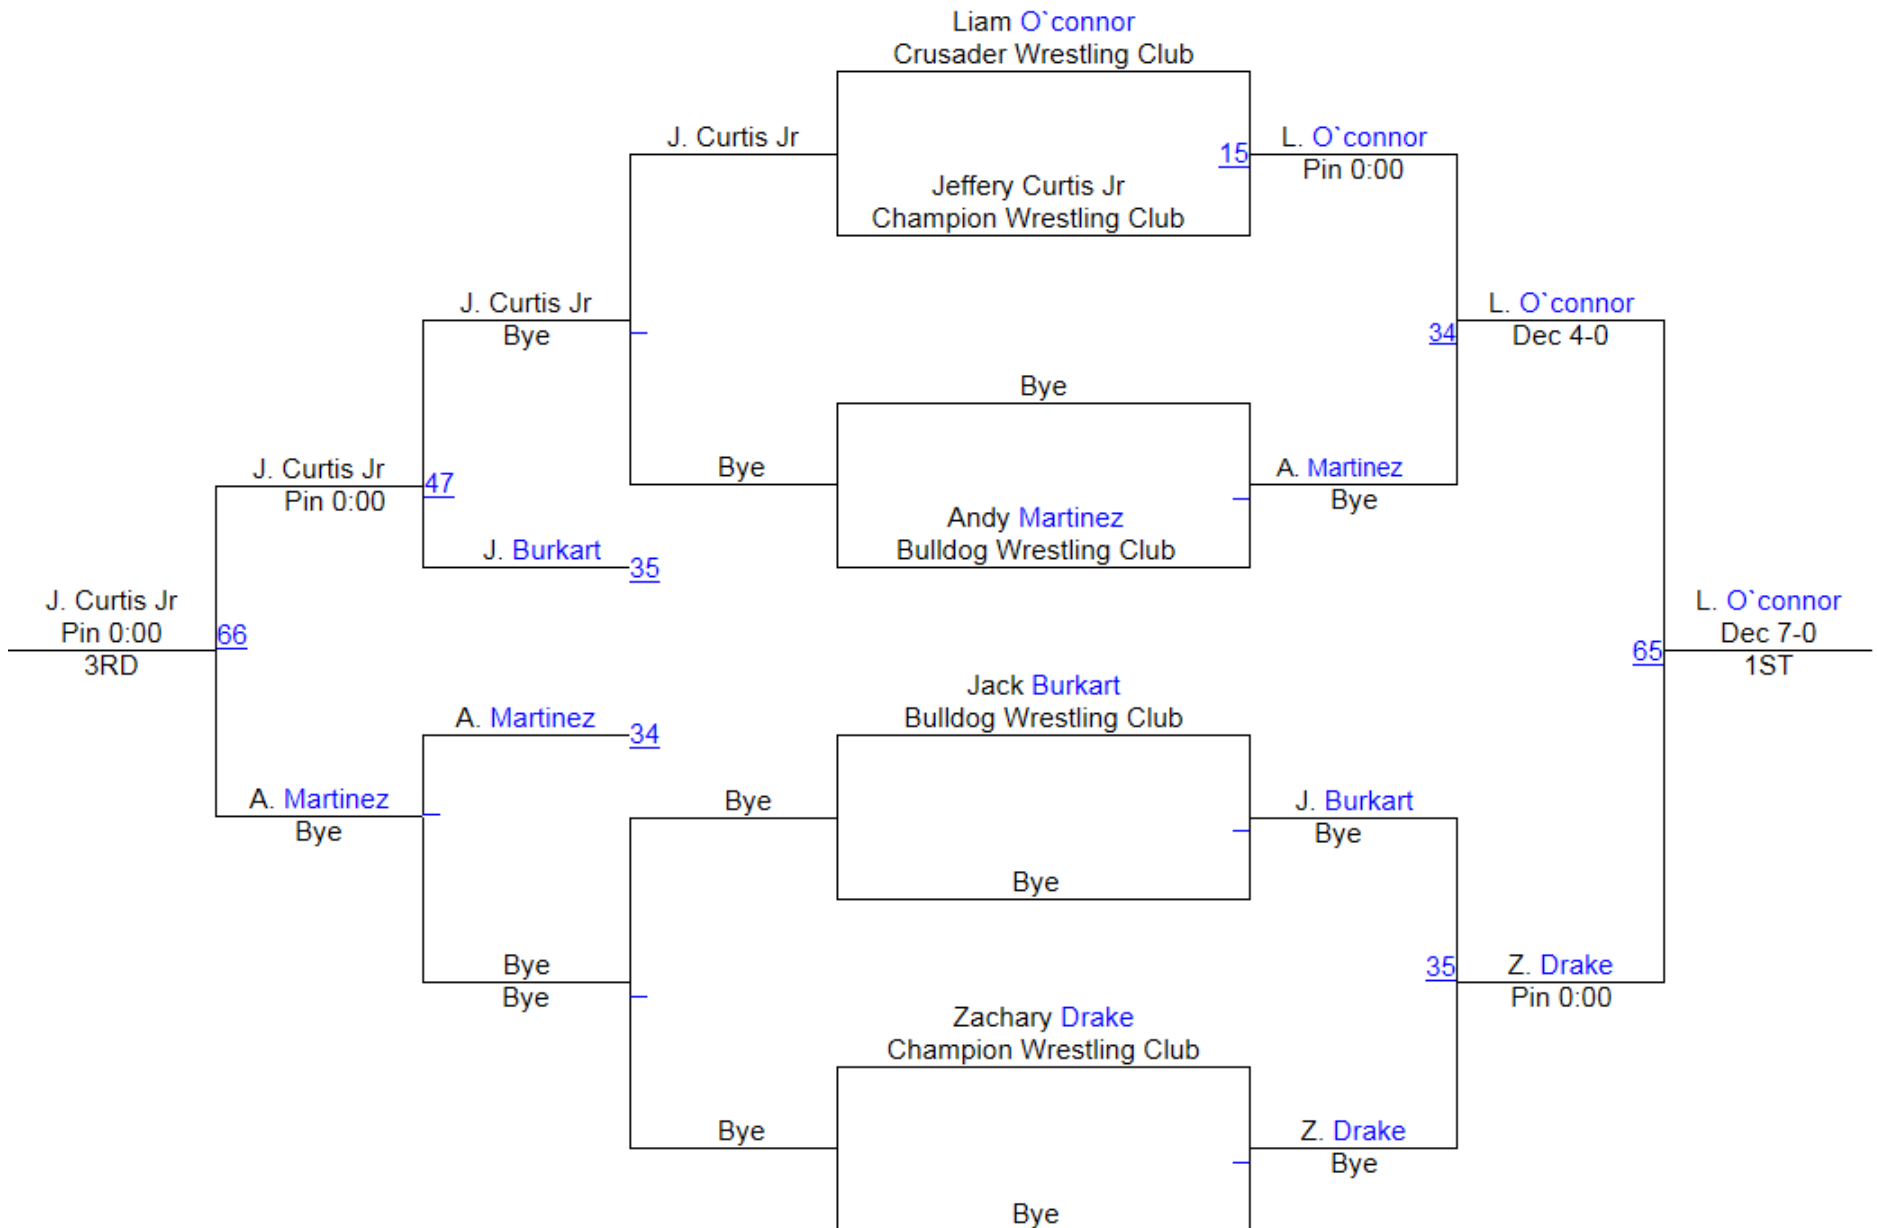 Liam O`connor
Crusader Wrestling Club
J. Curtis Jr
15
L. O`connor
Pin 0:00
Jeffery Curtis Jr
Champion Wrestling Club
J. Curtis Jr
Bye
34
L. O`connor
Dec 4-0
Bye
J. Curtis Jr
Pin 0:00
47
Bye
A. Martinez
Bye
Andy Martinez
Bulldog Wrestling Club
J. Burkart
35
J. Curtis Jr
Pin 0:00
3RD
66
65
L. O`connor
Dec 7-0
1ST
Jack Burkart
Bulldog Wrestling Club
A. Martinez
34
A. Martinez
Bye
Bye
J. Burkart
Bye
Bye
Bye
Bye
35
Z. Drake
Pin 0:00
Zachary Drake
Champion Wrestling Club
Bye
Z. Drake
Bye
Bye